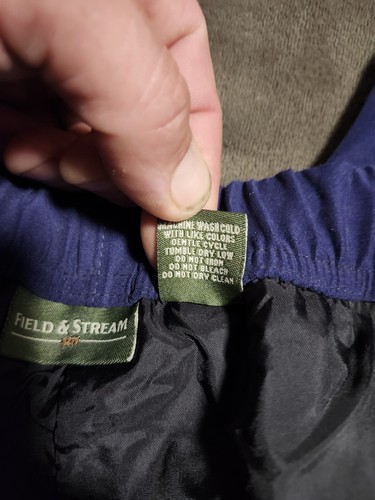 MACHINE WASH COLD
WITH LIKE COLORS
GENTLE CYCLE
TUMBLE DRY LOW
DO NOT IRON
DO NOT BLEACH
DO NOT DRY CLEAN
FIELD & STREAM